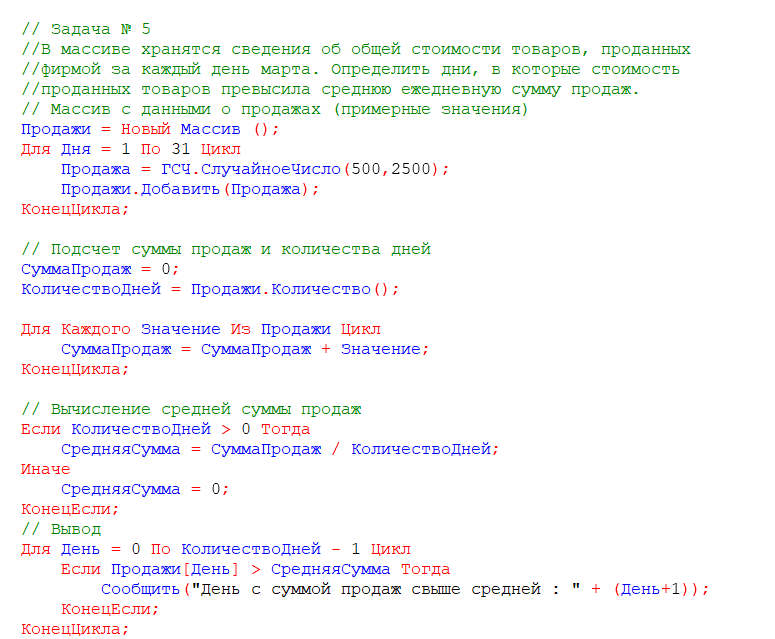 // Задача № 5
//В массиве хранятся сведения об общей стоимости товаров, проданных
//фирмой за каждый день марта. Определить дни, в которые стоимость
//проданных товаров превысила среднюю ежедневную сумму продаж.
// Массив с данными о продажах (примерные значения)
Продажи = Новый Массив ();
Для Дня = 1 По 31 Цикл
    Продажа = ГСЧ.СлучайноеЧисло(500,2500);
    Продажи.Добавить(Продажа);
КонецЦикла;

// Подсчет суммы продаж и количества дней
СуммаПродаж = 0;
КоличествоДней = Продажи.Количество();

Для Каждого Значение Из Продажи Цикл
    СуммаПродаж = СуммаПродаж + Значение;
КонецЦикла;

// Вычисление средней суммы продаж
Если КоличествоДней > 0 Тогда
    СредняяСумма = СуммаПродаж / КоличествоДней;
Иначе
    СредняяСумма = 0;
КонецЕсли;
// Вывод
Для День = 0 По КоличествоДней - 1 Цикл
    Если Продажи[День] > СредняяСумма Тогда
        Сообщить("День с суммой продаж свыше средней : " + (День+1));
    КонецЕсли;
КонецЦикла;